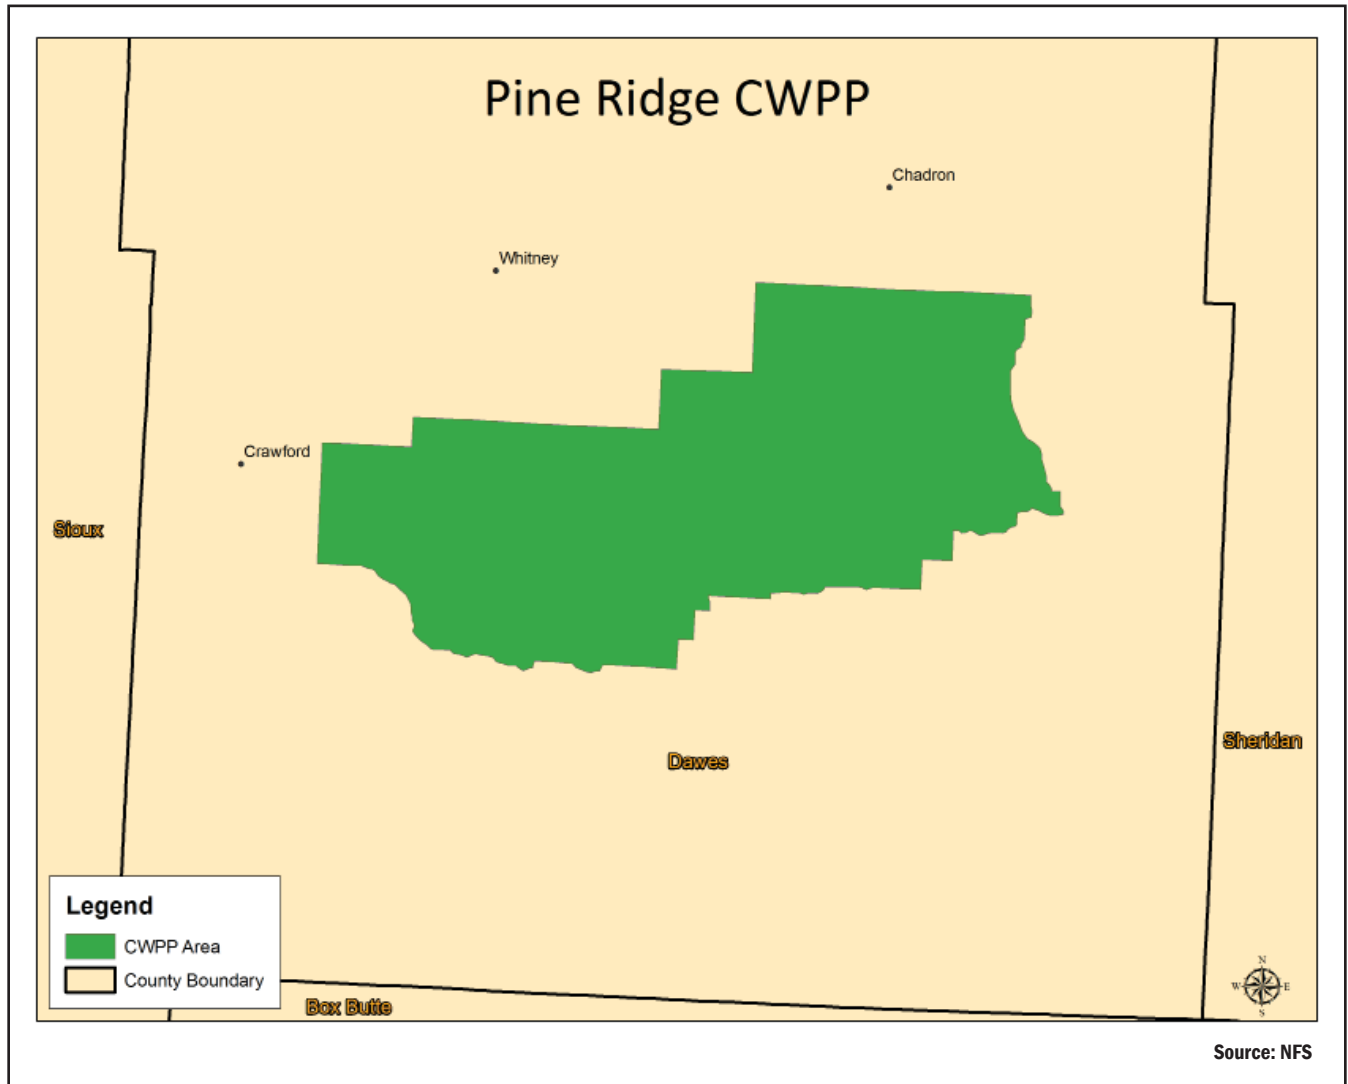 Pine Ridge CWPP
Chadron
Whitney
Crawford
Sioux
Sheridan
Dawes
Legend
CWPP Area
County Boundary
Box Butte
N
W
E
S
Source: NFS